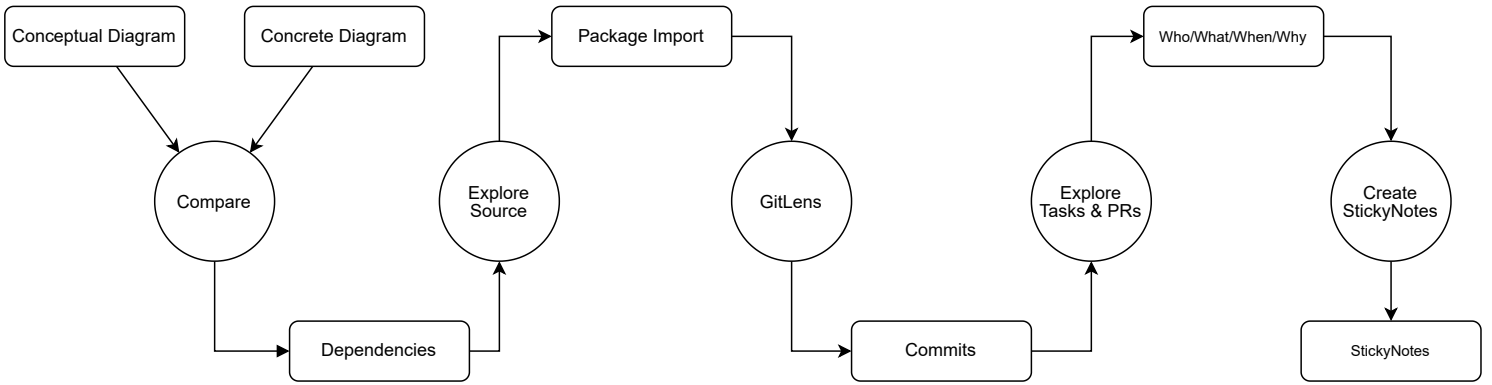 Conceptual Diagram
Concrete Diagram
Compare
Dependencies
Explore
Source
Package Import
GitLens
Commits
Explore
Tasks & PRs
Who/What/When/Why
Create
StickyNotes
StickyNotes